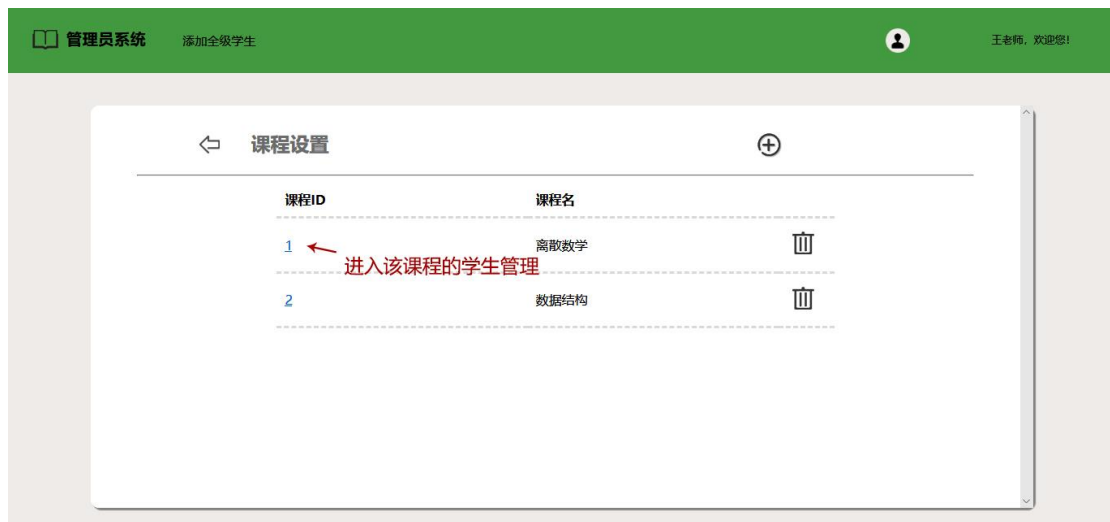 管理员系统 添加全级学生 王老师，欢迎您!
课程设置
课程ID 课程名
1 离散数学
进入该课程的学生管理
2 数据结构